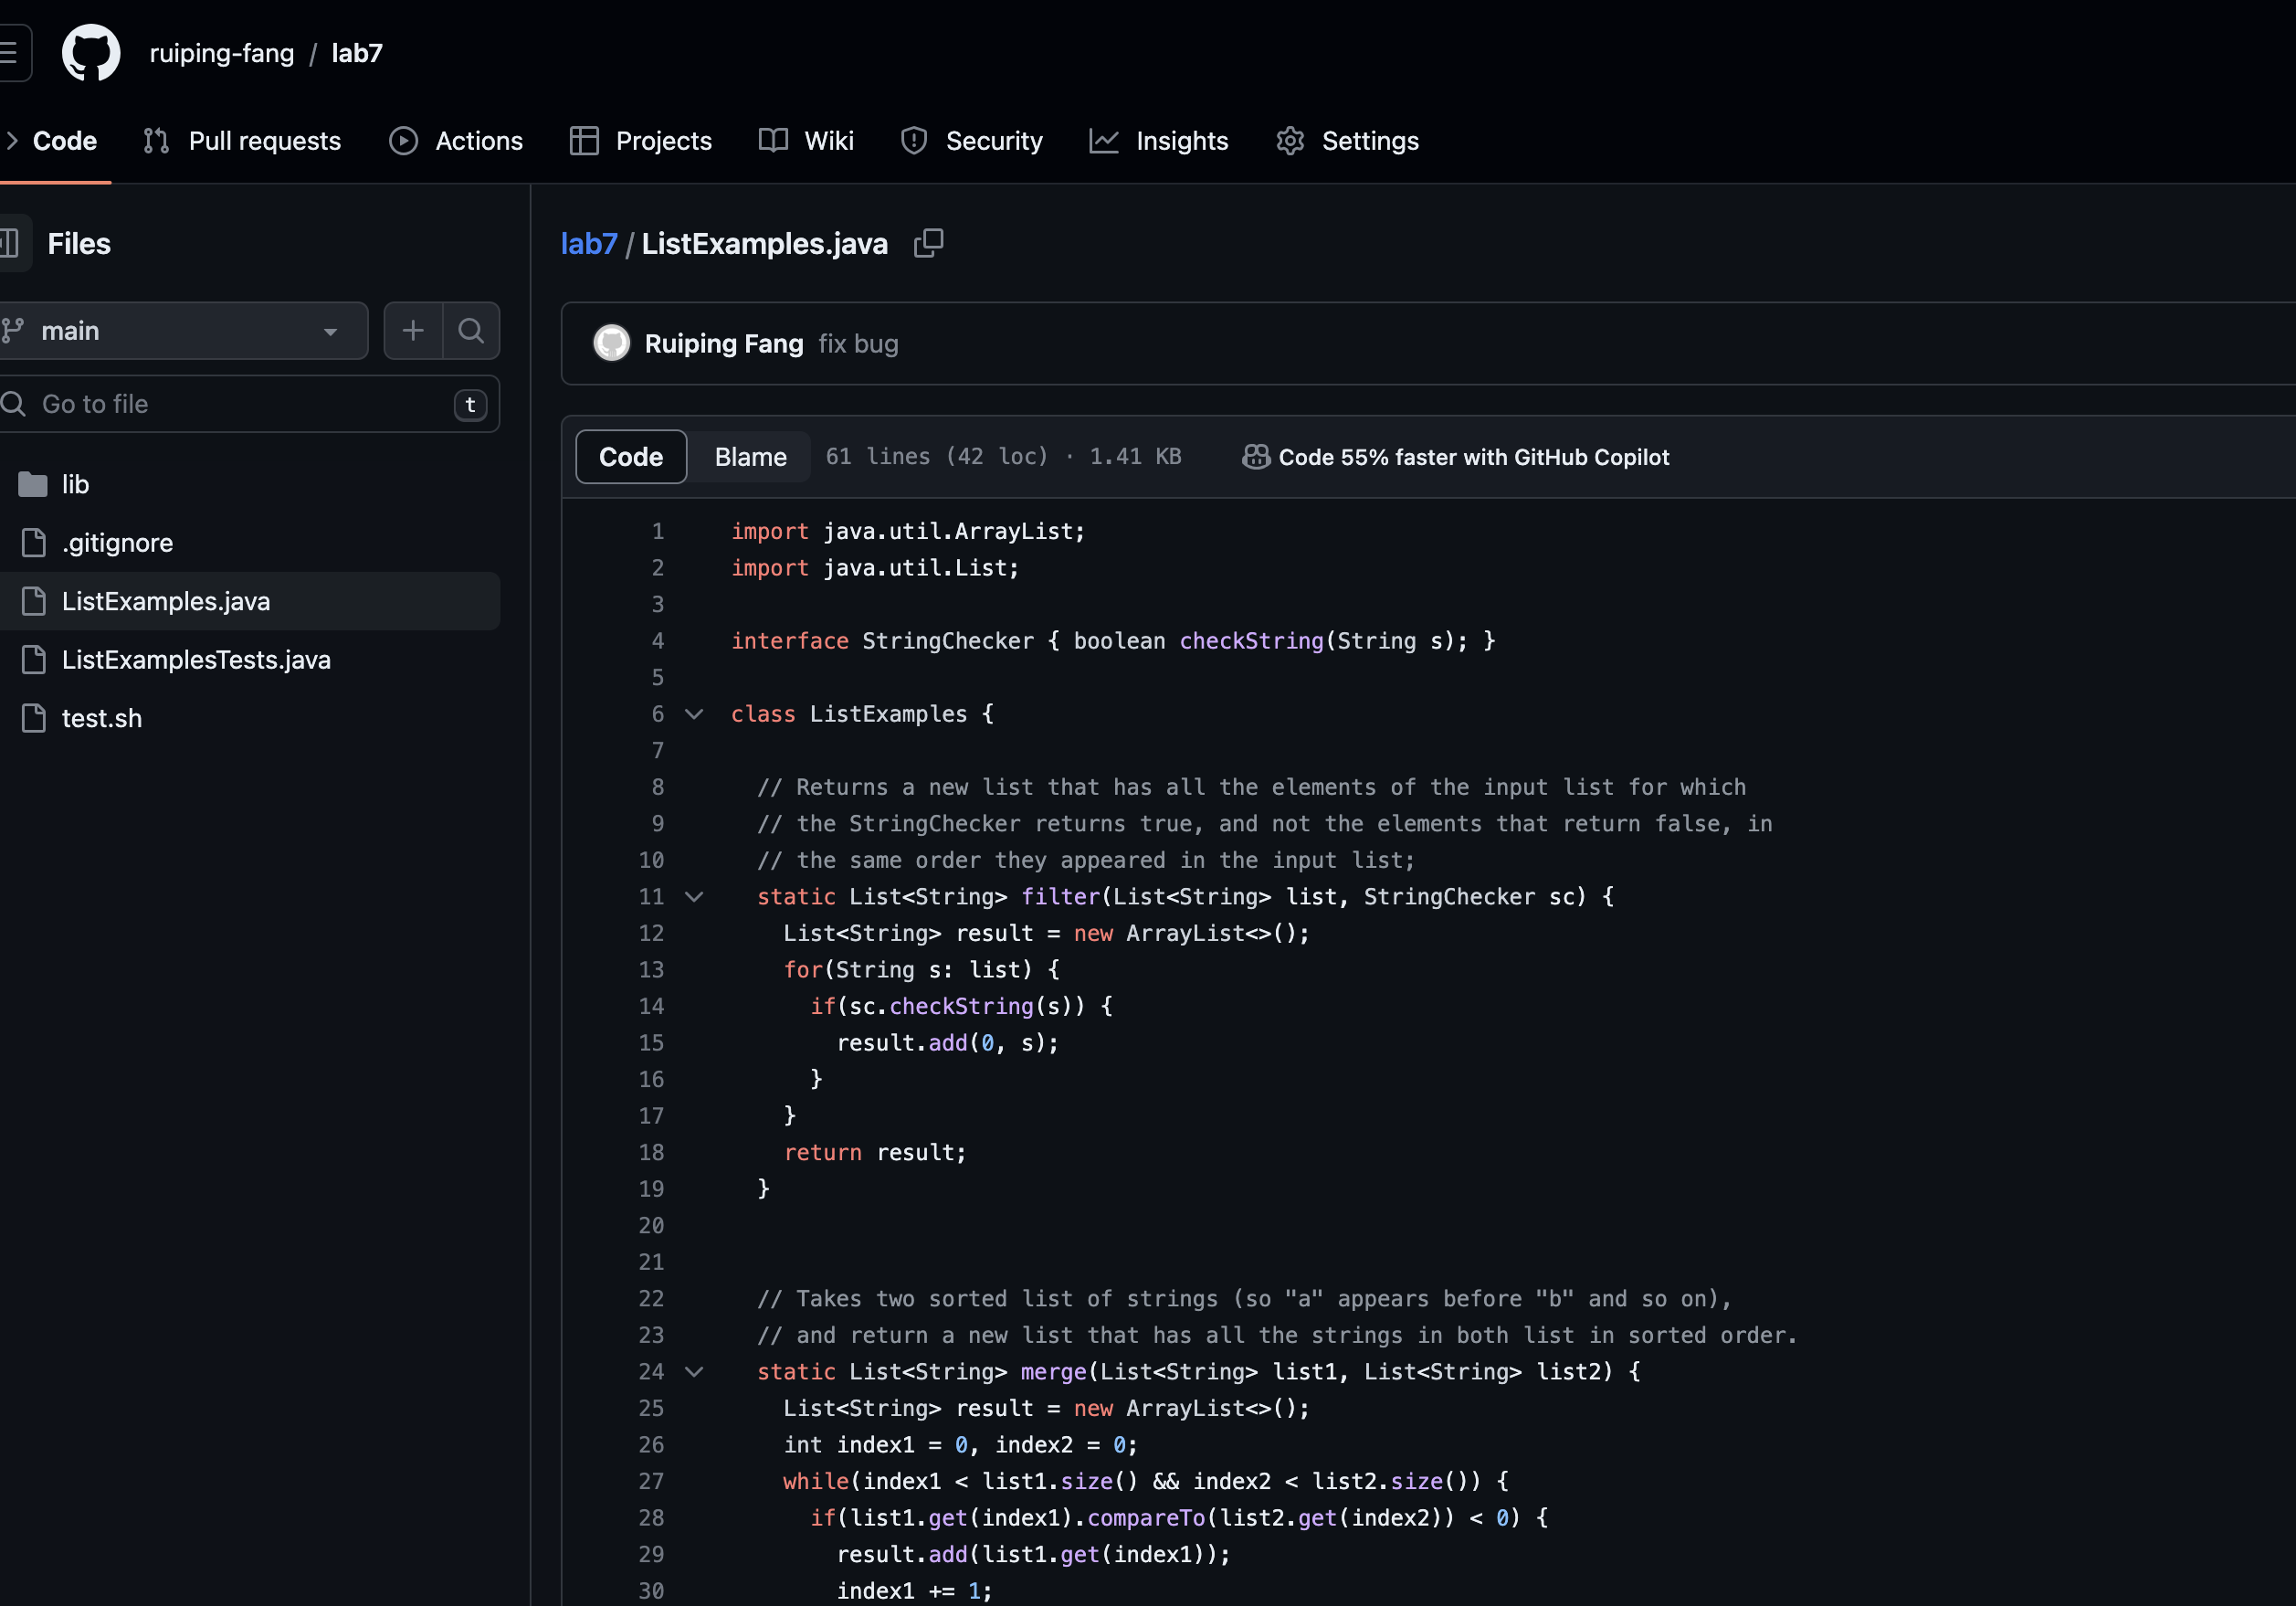 ruiping-fang / lab7
Code Pull requests Actions Projects Wiki Security Insights Settings
Files
main
Go to file t
lib
.gitignore
ListExamples.java
ListExamplesTests.java
test.sh
lab7 / ListExamples.java
Ruiping Fang fix bug
Code Blame 61 lines (42 loc) · 1.41 KB Code 55% faster with GitHub Copilot
1 import java.util.ArrayList;
2 import java.util.List;
3
4 interface StringChecker { boolean checkString(String s); }
5
6 class ListExamples {
7
8 // Returns a new list that has all the elements of the input list for which
9 // the StringChecker returns true, and not the elements that return false, in
10 // the same order they appeared in the input list;
11 static List<String> filter(List<String> list, StringChecker sc) {
12 List<String> result = new ArrayList<>();
13 for(String s: list) {
14 if(sc.checkString(s)) {
15 result.add(0, s);
16 }
17 }
18 return result;
19 }
20
21
22 // Takes two sorted list of strings (so "a" appears before "b" and so on),
23 // and return a new list that has all the strings in both list in sorted order.
24 static List<String> merge(List<String> list1, List<String> list2) {
25 List<String> result = new ArrayList<>();
26 int index1 = 0, index2 = 0;
27 while(index1 < list1.size() && index2 < list2.size()) {
28 if(list1.get(index1).compareTo(list2.get(index2)) < 0) {
29 result.add(list1.get(index1));
30 index1 += 1;